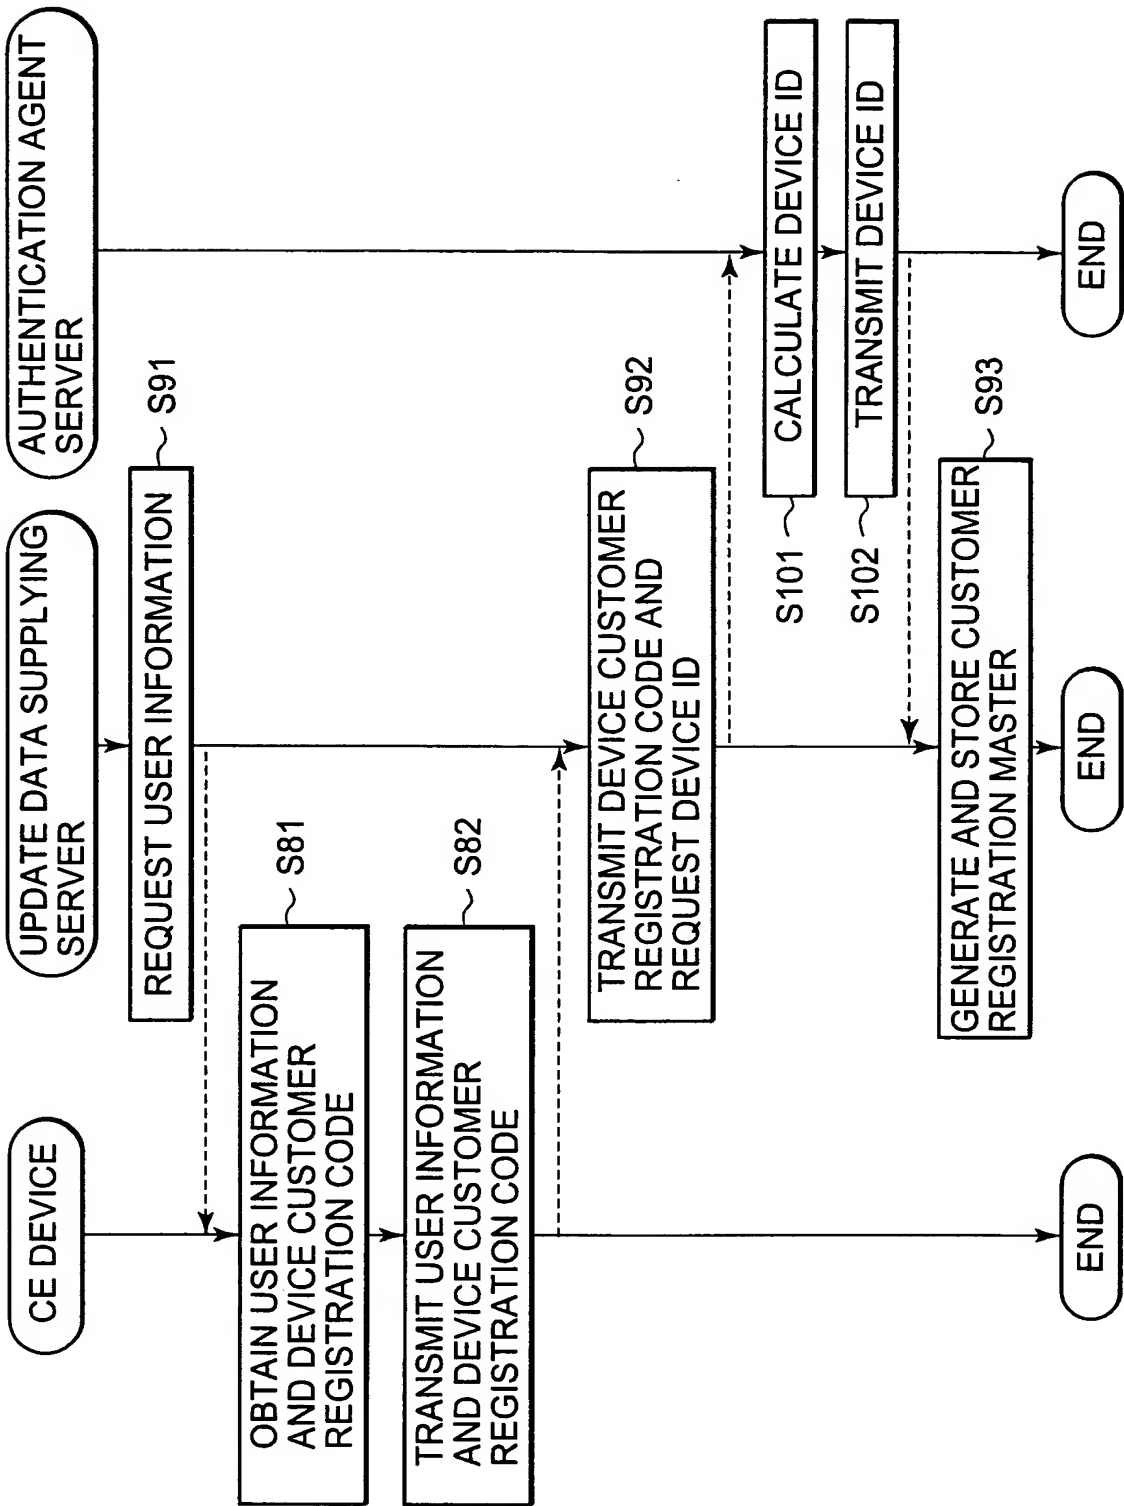 CE DEVICE
UPDATE DATA SUPPLYING
SERVER
AUTHENTICATION AGENT
SERVER
REQUEST USER INFORMATION
S91
OBTAIN USER INFORMATION
AND DEVICE CUSTOMER
REGISTRATION CODE
S81
TRANSMIT USER INFORMATION
AND DEVICE CUSTOMER
REGISTRATION CODE
S82
TRANSMIT DEVICE CUSTOMER
REGISTRATION CODE AND
REQUEST DEVICE ID
S92
S101
CALCULATE DEVICE ID
S102
TRANSMIT DEVICE ID
GENERATE AND STORE CUSTOMER
REGISTRATION MASTER
S93
END
END
END